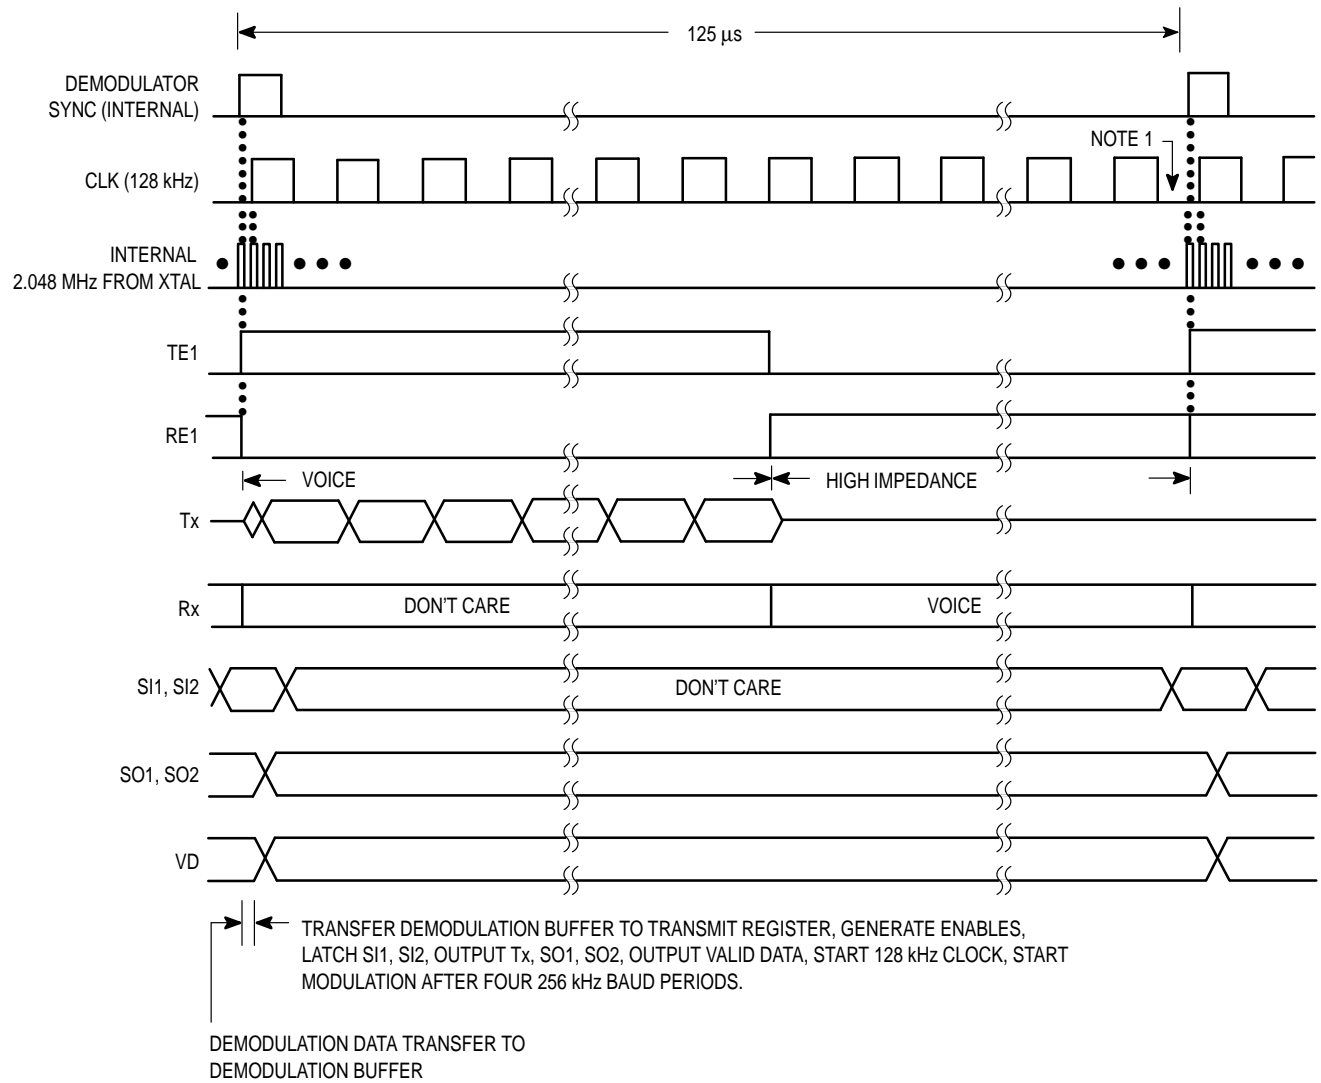 125 µs
DEMODULATOR
SYNC (INTERNAL)
NOTE 1
CLK (128 kHz)
INTERNAL
2.048 MHz FROM XTAL
TE1
RE1
VOICE
HIGH IMPEDANCE
Tx
Rx
DON'T CARE
VOICE
SI1, SI2
DON'T CARE
SO1, SO2
VD
TRANSFER DEMODULATION BUFFER TO TRANSMIT REGISTER, GENERATE ENABLES,
LATCH SI1, SI2, OUTPUT Tx, SO1, SO2, OUTPUT VALID DATA, START 128 kHz CLOCK, START
MODULATION AFTER FOUR 256 kHz BAUD PERIODS.
DEMODULATION DATA TRANSFER TO
DEMODULATION BUFFER